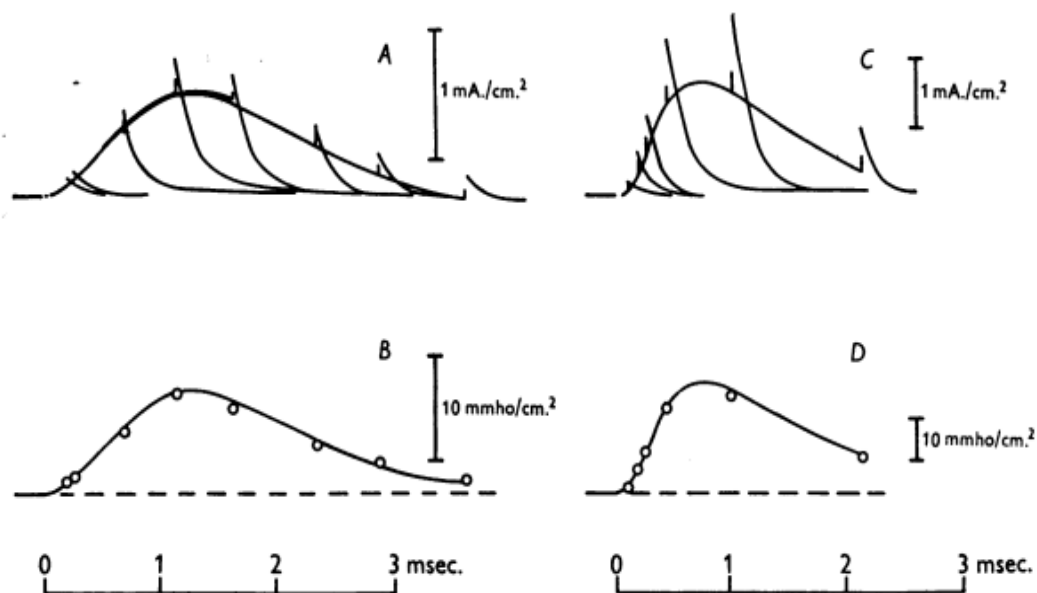 A
1 mA./cm.²
C
1 mA./cm.²
B
10 mmho/cm.²
D
10 mmho/cm.²
0 1 2 3 msec.
0 1 2 3 msec.